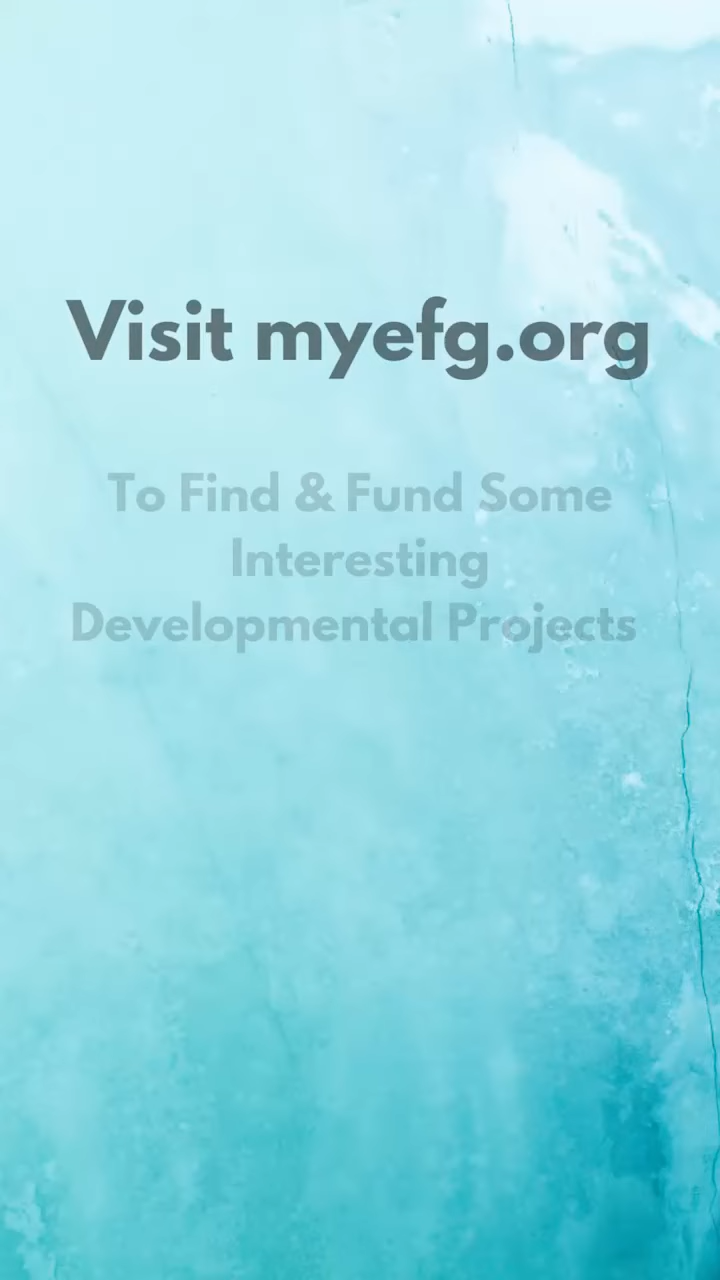 Visit myefg.org
To Find & Fund Some
Interesting
Developmental Projects